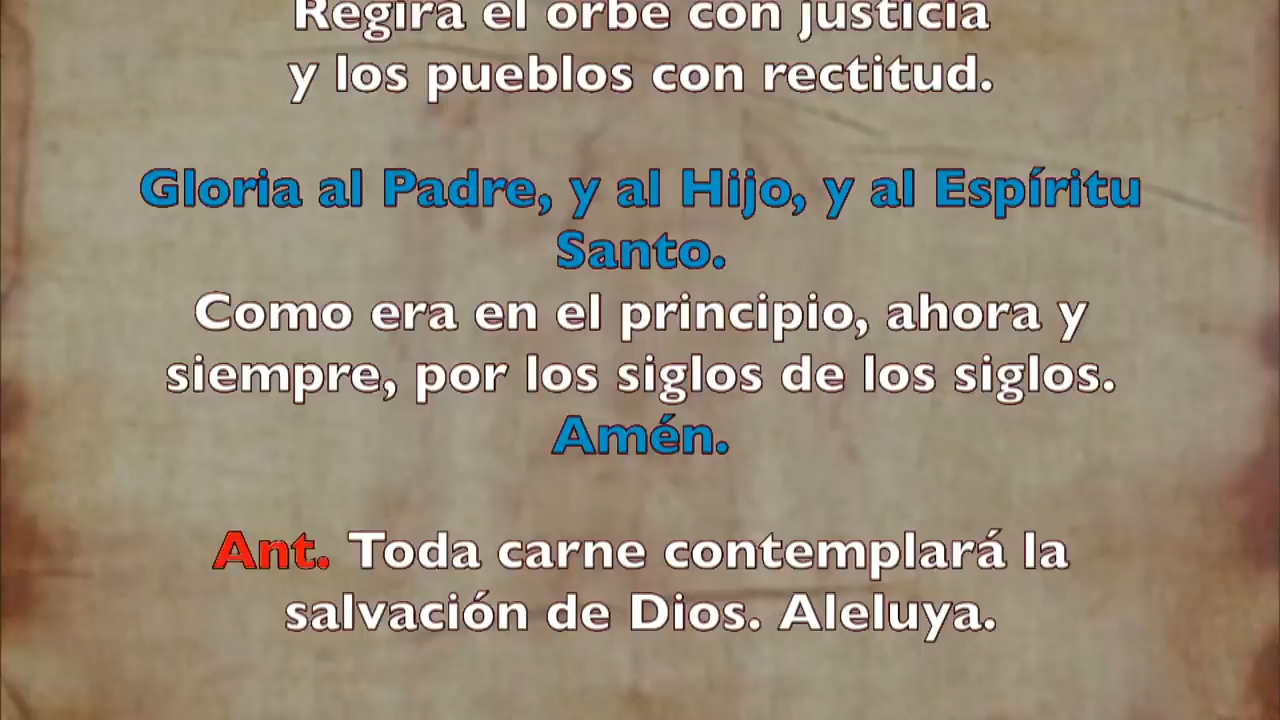 Regirá el orbe con justicia
y los pueblos con rectitud.
Gloria al Padre, y al Hijo, y al Espíritu
Santo.
Como era en el principio, ahora y
siempre, por los siglos de los siglos.
Amén.
Ant. Toda carne contemplará la
salvación de Dios. Aleluya.